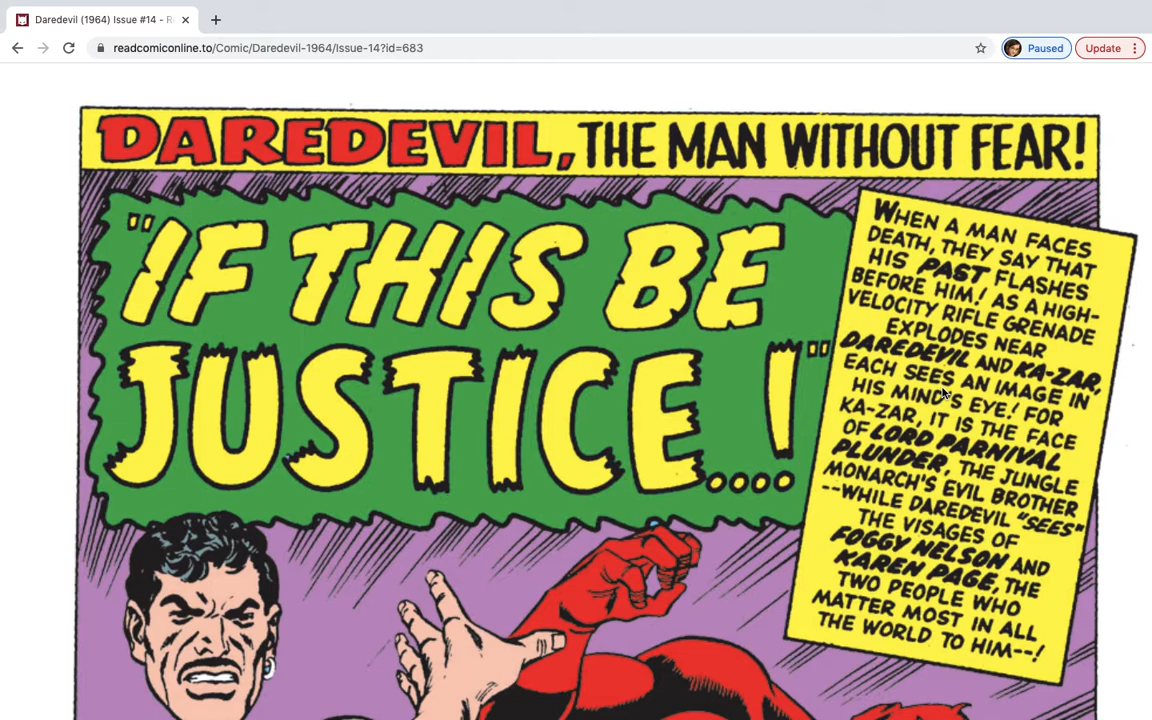 Daredevil (1964) Issue #14 - R
readcomiconline.to/Comic/Daredevil-1964/Issue-14?id=683
Paused
Update
DAREDEVIL, THE MAN WITHOUT FEAR!
"IF THIS BE
JUSTICE....!"
WHEN A MAN FACES
DEATH, THEY SAY THAT
HIS PAST FLASHES
BEFORE HIM! AS A HIGH-
VELOCITY RIFLE GRENADE
EXPLODES NEAR
DAREDEVIL AND KA-ZAR,
EACH SEES AN IMAGE IN
HIS MIND'S EYE! FOR
KA-ZAR, IT IS THE FACE
OF LORD PARNIVAL
PLUNDER, THE JUNGLE
MONARCH'S EVIL BROTHER
--WHILE DAREDEVIL "SEES"
THE VISAGES OF
FOGGY NELSON AND
KAREN PAGE, THE
TWO PEOPLE WHO
MATTER MOST IN ALL
THE WORLD TO HIM--!